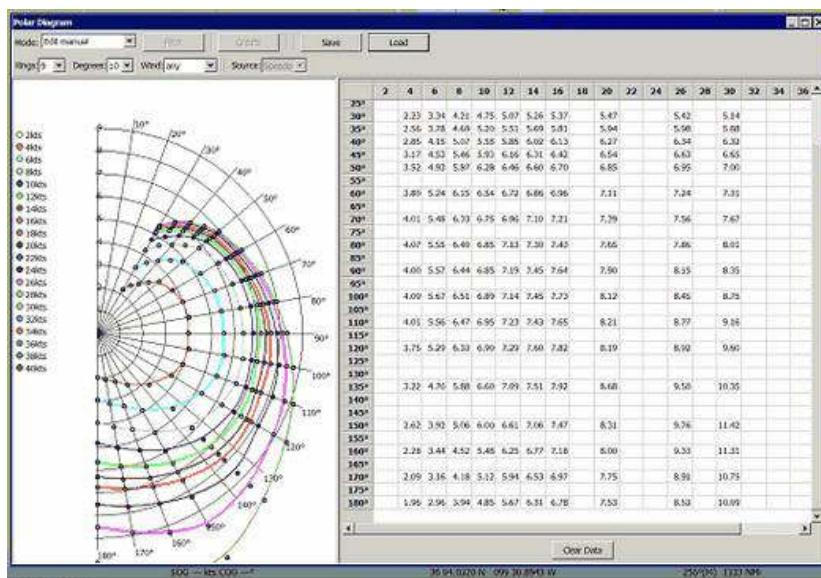 Polar Diagram
Mode: Edit manual Save Load
Rings: 9 Degrees: 10 Wind: any Source: Speedo
2 4 6 8 10 12 14 16 18 20 22 24 26 28 30 32 34 36
25°
30° 2.23 3.34 4.21 4.75 5.07 5.26 5.37 5.47 5.42 5.14
35° 2.56 3.78 4.69 5.20 5.51 5.69 5.81 5.94 5.98 5.88
40° 2.85 4.15 5.07 5.58 5.86 6.02 6.13 6.27 6.34 6.32
45° 3.17 4.53 5.46 5.93 6.16 6.31 6.42 6.54 6.63 6.65
50° 3.52 4.93 5.87 6.28 6.46 6.60 6.70 6.85 6.95 7.00
55°
60° 3.80 5.24 6.15 6.54 6.72 6.86 6.96 7.11 7.24 7.31
65°
70° 4.01 5.48 6.33 6.75 6.96 7.10 7.21 7.39 7.56 7.67
75°
80° 4.07 5.55 6.40 6.85 7.13 7.30 7.43 7.65 7.86 8.01
85°
90° 4.00 5.57 6.44 6.85 7.19 7.45 7.64 7.90 8.15 8.35
95°
100° 4.09 5.67 6.51 6.89 7.14 7.45 7.73 8.12 8.45 8.75
105°
110° 4.01 5.56 6.47 6.95 7.23 7.43 7.65 8.21 8.77 9.16
115°
120° 3.75 5.29 6.33 6.90 7.29 7.60 7.82 8.19 8.92 9.60
125°
130°
135° 3.22 4.70 5.88 6.60 7.09 7.51 7.92 8.68 9.50 10.35
140°
145°
150° 2.62 3.92 5.06 6.00 6.61 7.06 7.47 8.31 9.76 11.42
155°
160° 2.28 3.44 4.52 5.48 6.25 6.77 7.18 8.00 9.33 11.31
165°
170° 2.09 3.16 4.18 5.12 5.94 6.53 6.97 7.75 8.91 10.75
175°
180° 1.96 2.96 3.94 4.85 5.67 6.31 6.78 7.53 8.53 10.09
2kts
4kts
6kts
8kts
10kts
12kts
14kts
16kts
18kts
20kts
22kts
24kts
26kts
28kts
30kts
32kts
34kts
36kts
38kts
40kts
10°
20°
30°
40°
50°
60°
70°
80°
90°
100°
110°
120°
130°
140°
150°
160°
170°
180°
Clear Data
SOG --- kts COG ---°